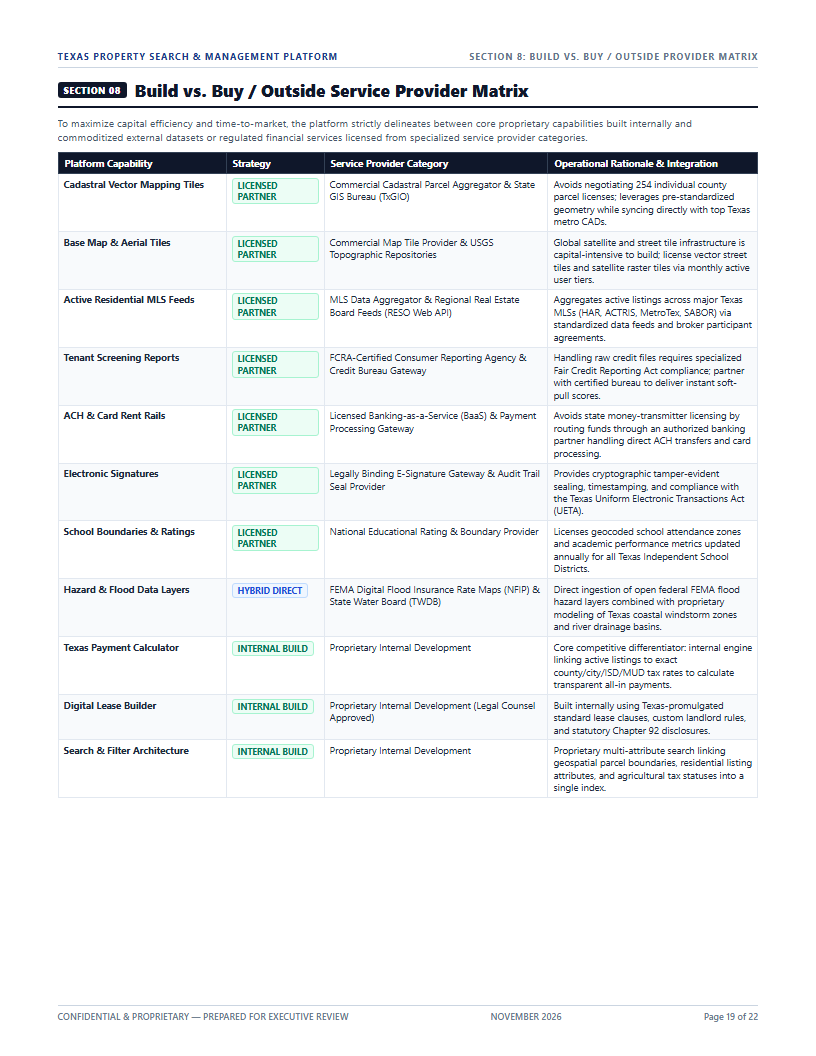 TEXAS PROPERTY SEARCH & MANAGEMENT PLATFORM
SECTION 8: BUILD VS. BUY / OUTSIDE PROVIDER MATRIX
SECTION 08 Build vs. Buy / Outside Service Provider Matrix
To maximize capital efficiency and time-to-market, the platform strictly delineates between core proprietary capabilities built internally and
commoditized external datasets or regulated financial services licensed from specialized service provider categories.
Platform Capability
Strategy
Service Provider Category
Operational Rationale & Integration
Cadastral Vector Mapping Tiles
LICENSED
PARTNER
Commercial Cadastral Parcel Aggregator & State
GIS Bureau (TxGIO)
Avoids negotiating 254 individual county
parcel licenses; leverages pre-standardized
geometry while syncing directly with top Texas
metro CADs.
Base Map & Aerial Tiles
LICENSED
PARTNER
Commercial Map Tile Provider & USGS
Topographic Repositories
Global satellite and street tile infrastructure is
capital-intensive to build; license vector street
tiles and satellite raster tiles via monthly active
user tiers.
Active Residential MLS Feeds
LICENSED
PARTNER
MLS Data Aggregator & Regional Real Estate
Board Feeds (RESO Web API)
Aggregates active listings across major Texas
MLSs (HAR, ACTRIS, MetroTex, SABOR) via
standardized data feeds and broker participant
agreements.
Tenant Screening Reports
LICENSED
PARTNER
FCRA-Certified Consumer Reporting Agency &
Credit Bureau Gateway
Handling raw credit files requires specialized
Fair Credit Reporting Act compliance; partner
with certified bureau to deliver instant soft-
pull scores.
ACH & Card Rent Rails
LICENSED
PARTNER
Licensed Banking-as-a-Service (BaaS) & Payment
Processing Gateway
Avoids state money-transmitter licensing by
routing funds through an authorized banking
partner handling direct ACH transfers and card
processing.
Electronic Signatures
LICENSED
PARTNER
Legally Binding E-Signature Gateway & Audit Trail
Seal Provider
Provides cryptographic tamper-evident
sealing, timestamping, and compliance with
the Texas Uniform Electronic Transactions Act
(UETA).
School Boundaries & Ratings
LICENSED
PARTNER
National Educational Rating & Boundary Provider
Licenses geocoded school attendance zones
and academic performance metrics updated
annually for all Texas Independent School
Districts.
Hazard & Flood Data Layers
HYBRID DIRECT
FEMA Digital Flood Insurance Rate Maps (NFIP) &
State Water Board (TWDB)
Direct ingestion of open federal FEMA flood
hazard layers combined with proprietary
modeling of Texas coastal windstorm zones
and river drainage basins.
Texas Payment Calculator
INTERNAL BUILD
Proprietary Internal Development
Core competitive differentiator: internal engine
linking active listings to exact
county/city/ISD/MUD tax rates to calculate
transparent all-in payments.
Digital Lease Builder
INTERNAL BUILD
Proprietary Internal Development (Legal Counsel
Approved)
Built internally using Texas-promulgated
standard lease clauses, custom landlord rules,
and statutory Chapter 92 disclosures.
Search & Filter Architecture
INTERNAL BUILD
Proprietary Internal Development
Proprietary multi-attribute search linking
geospatial parcel boundaries, residential listing
attributes, and agricultural tax statuses into a
single index.
CONFIDENTIAL & PROPRIETARY — PREPARED FOR EXECUTIVE REVIEW
NOVEMBER 2026
Page 19 of 22